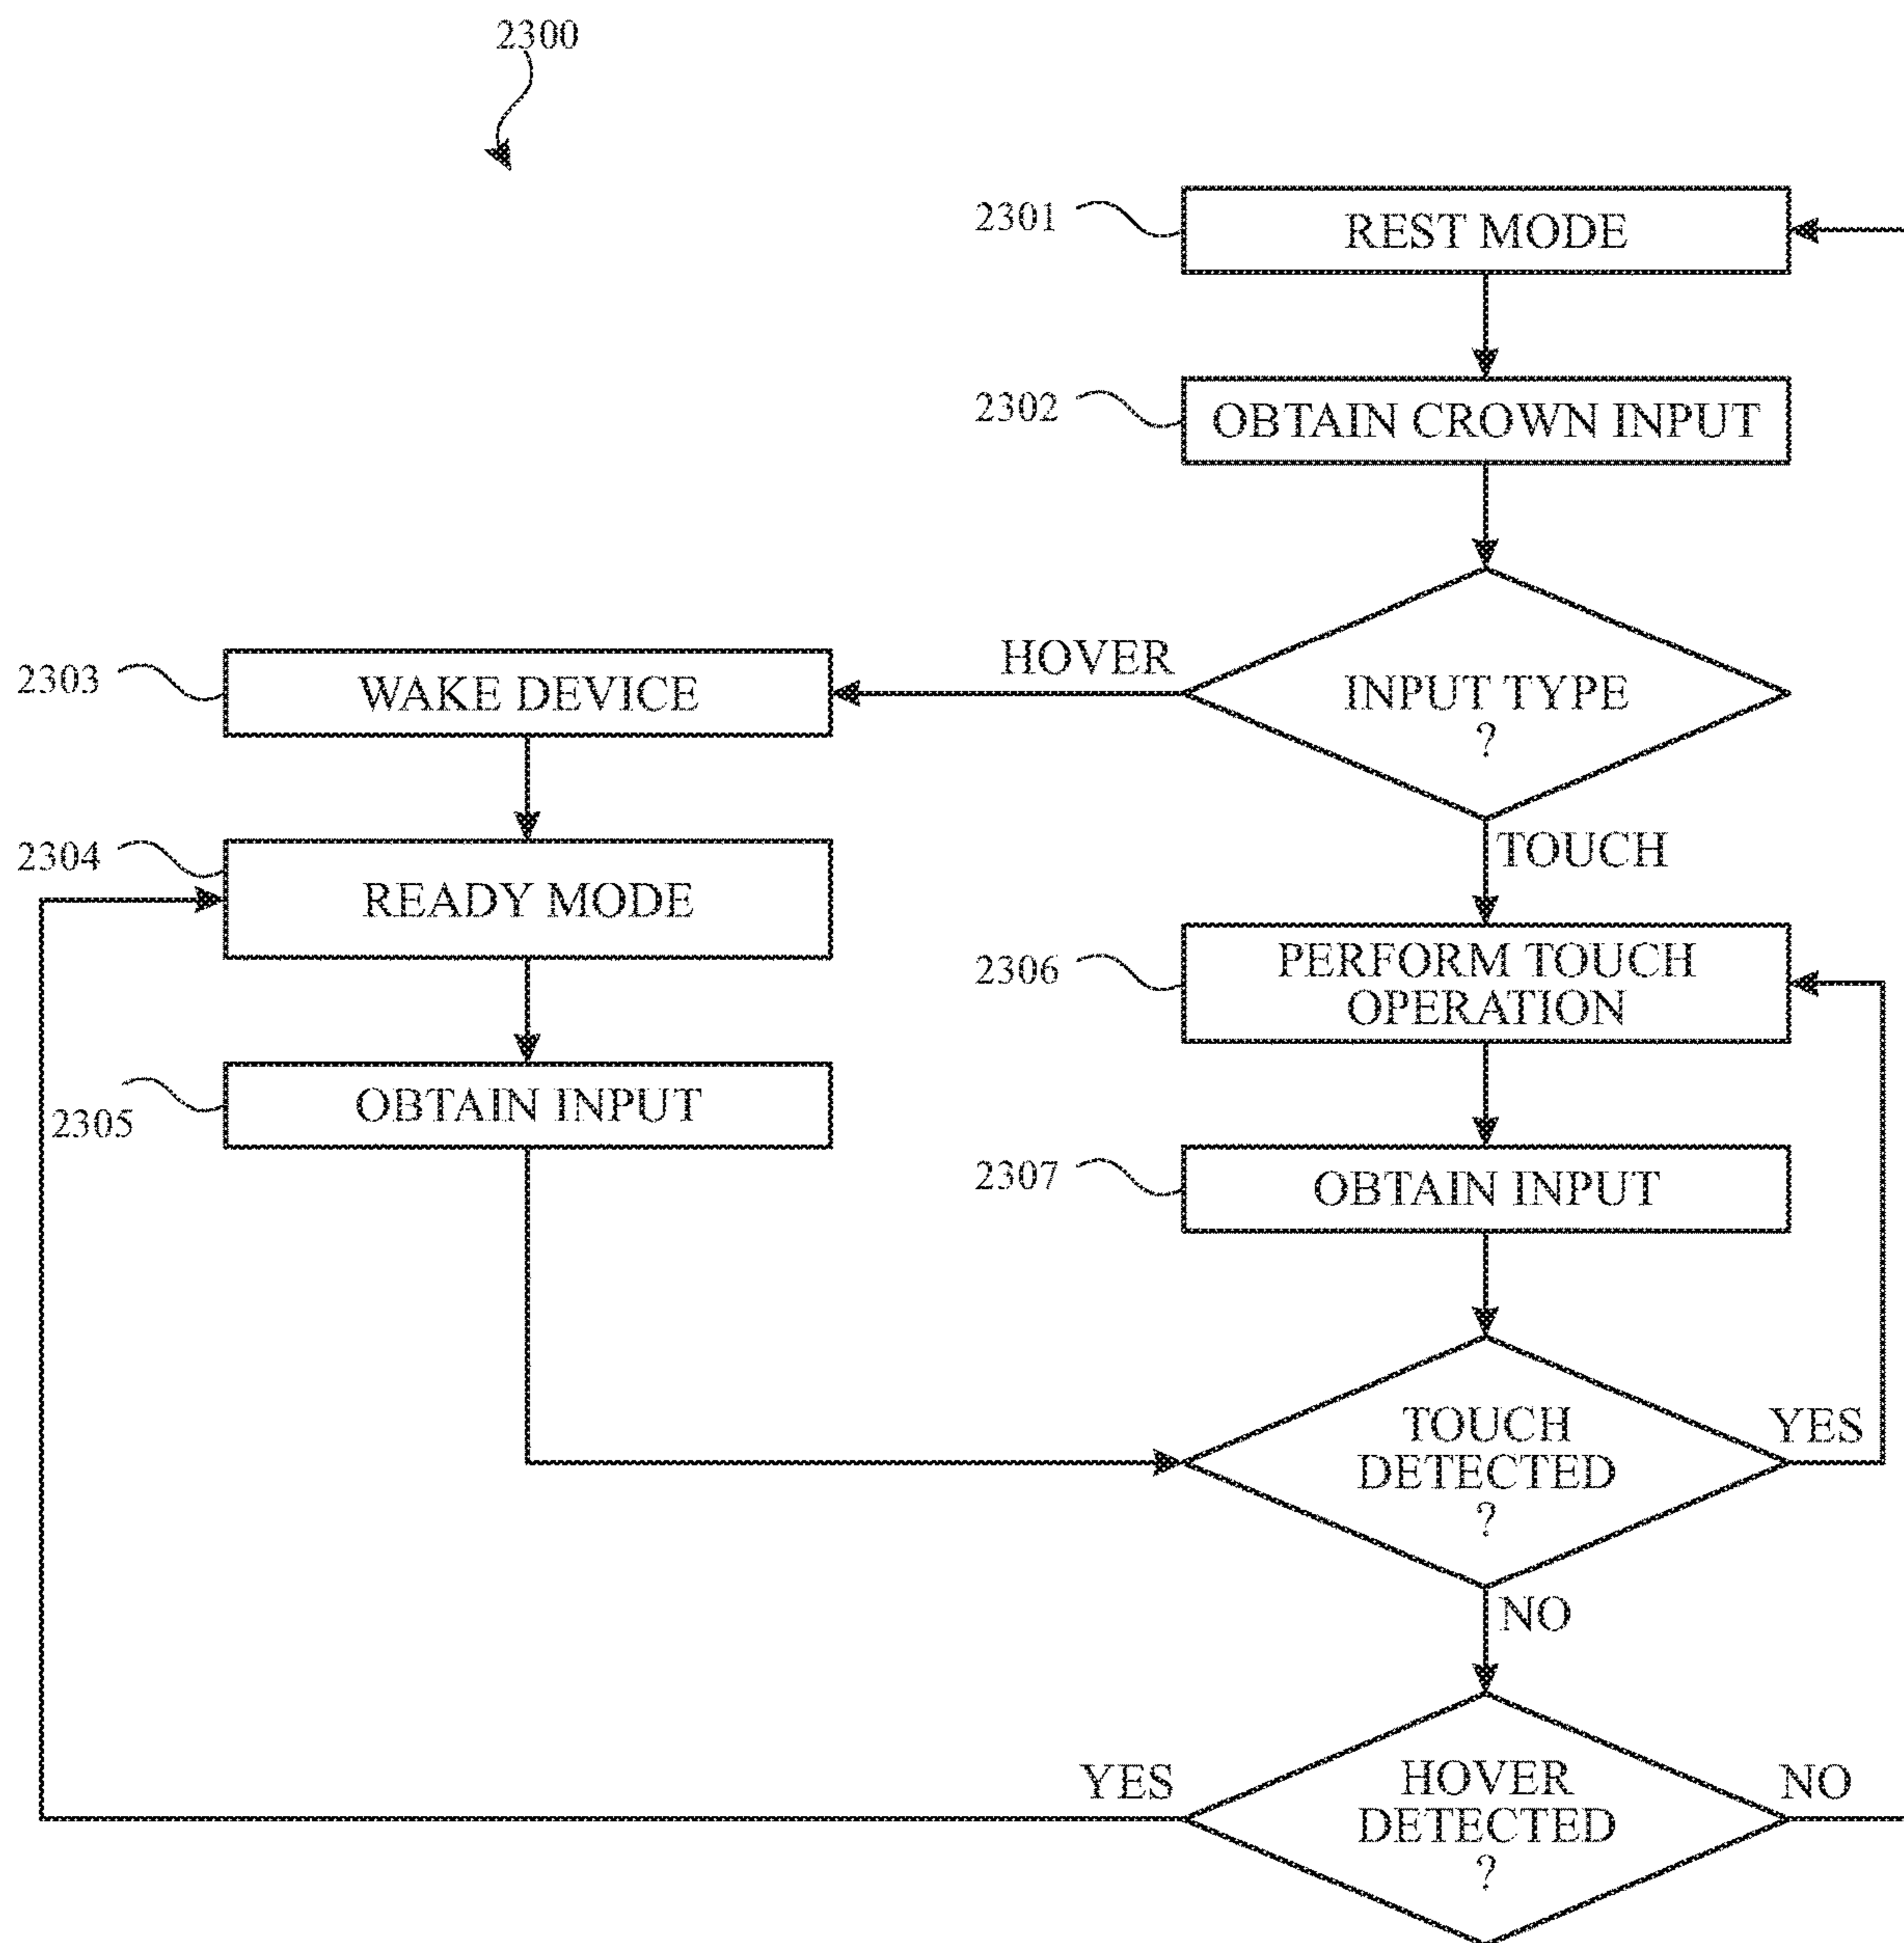 2300
2301
REST MODE
2302
OBTAIN CROWN INPUT
HOVER
INPUT TYPE
?
2303
WAKE DEVICE
TOUCH
2304
READY MODE
2306
PERFORM TOUCH
OPERATION
2305
OBTAIN INPUT
2307
OBTAIN INPUT
TOUCH
DETECTED
?
YES
NO
YES
HOVER
DETECTED
?
NO